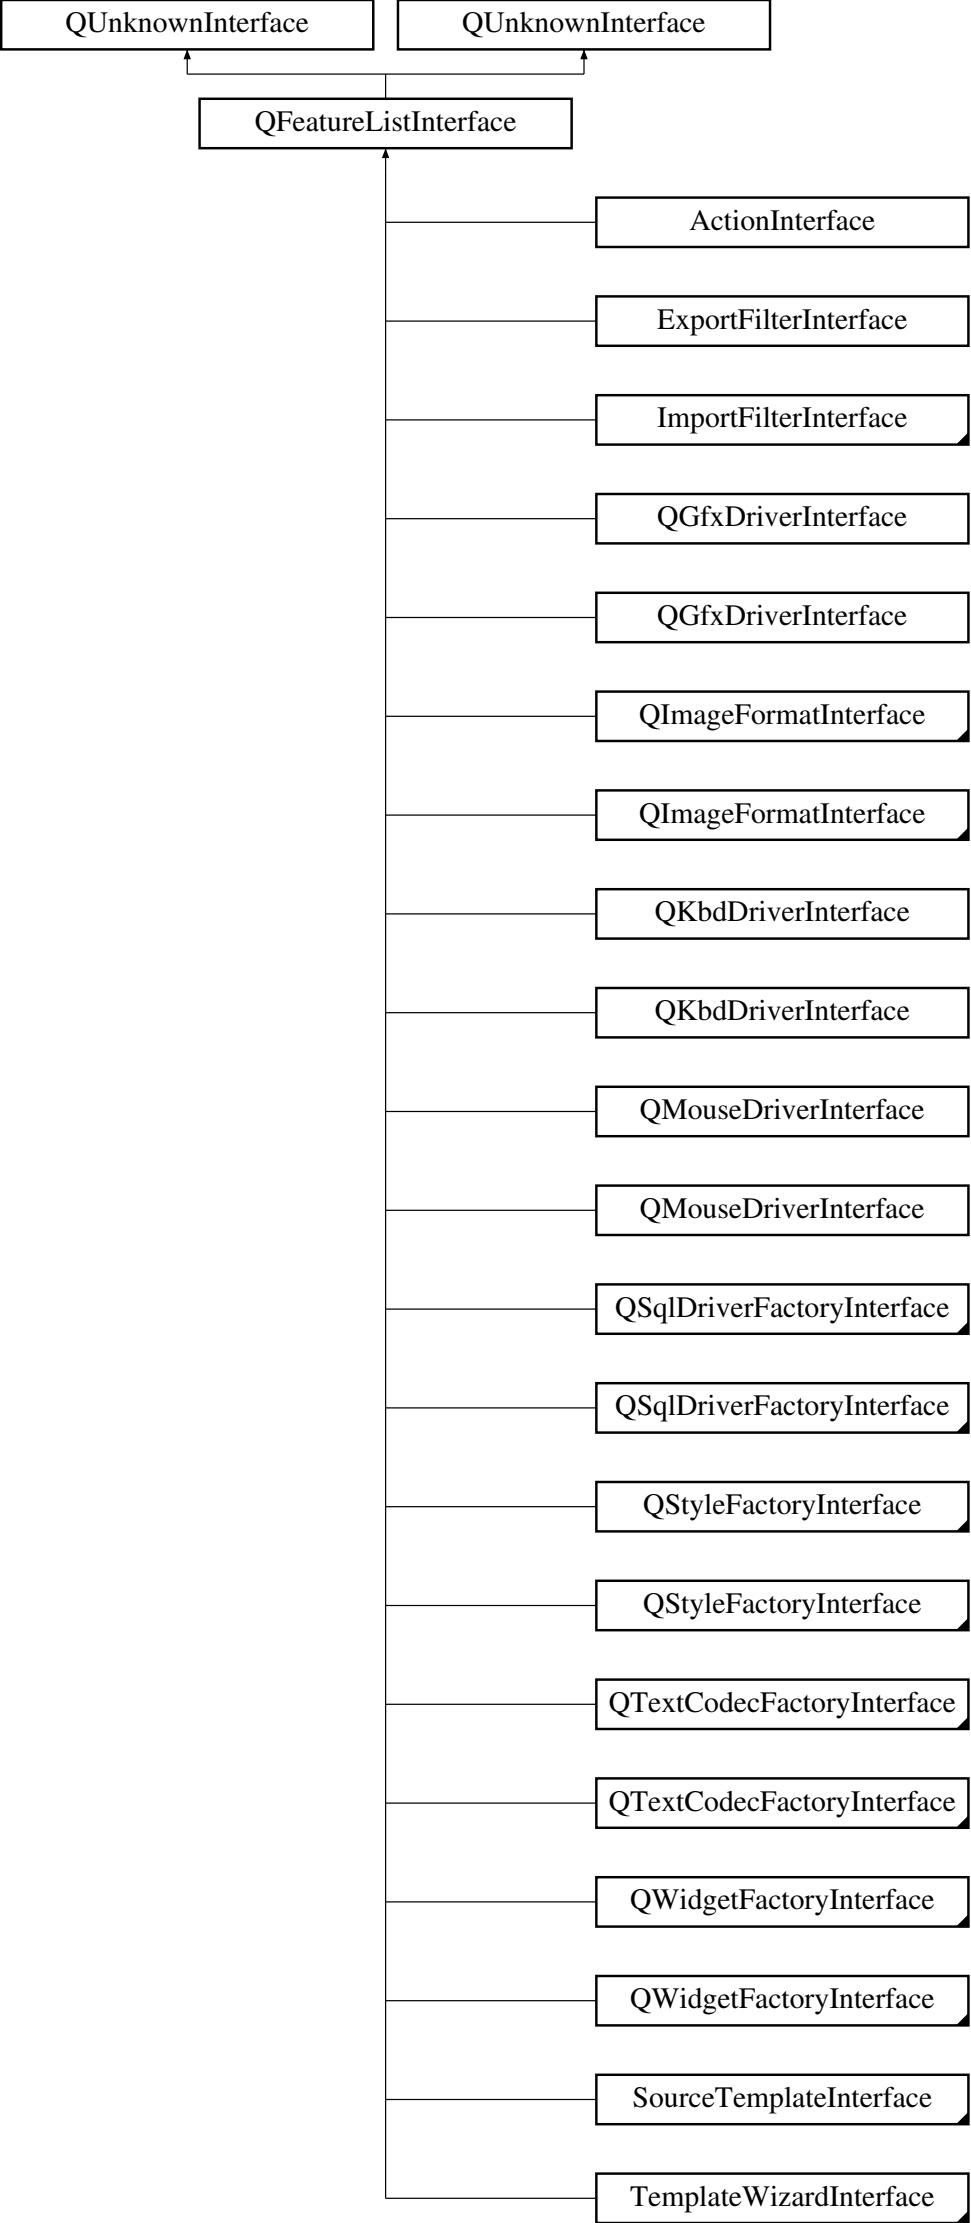 QUnknownInterface
QUnknownInterface
QFeatureListInterface
ActionInterface
ExportFilterInterface
ImportFilterInterface
QGfxDriverInterface
QGfxDriverInterface
QImageFormatInterface
QImageFormatInterface
QKbdDriverInterface
QKbdDriverInterface
QMouseDriverInterface
QMouseDriverInterface
QSqlDriverFactoryInterface
QSqlDriverFactoryInterface
QStyleFactoryInterface
QStyleFactoryInterface
QTextCodecFactoryInterface
QTextCodecFactoryInterface
QWidgetFactoryInterface
QWidgetFactoryInterface
SourceTemplateInterface
TemplateWizardInterface